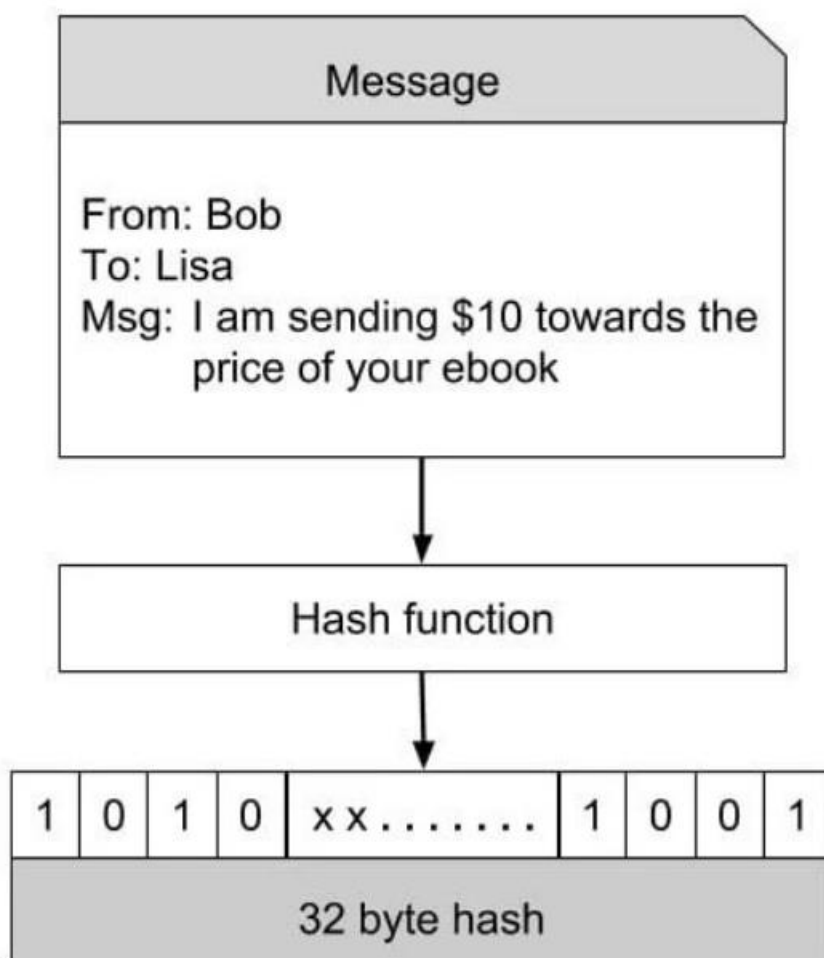 Message
From: Bob
To: Lisa
Msg: I am sending $10 towards the
price of your ebook
Hash function
1 0 1 0 x x . . . . . . . 1 0 0 1
32 byte hash